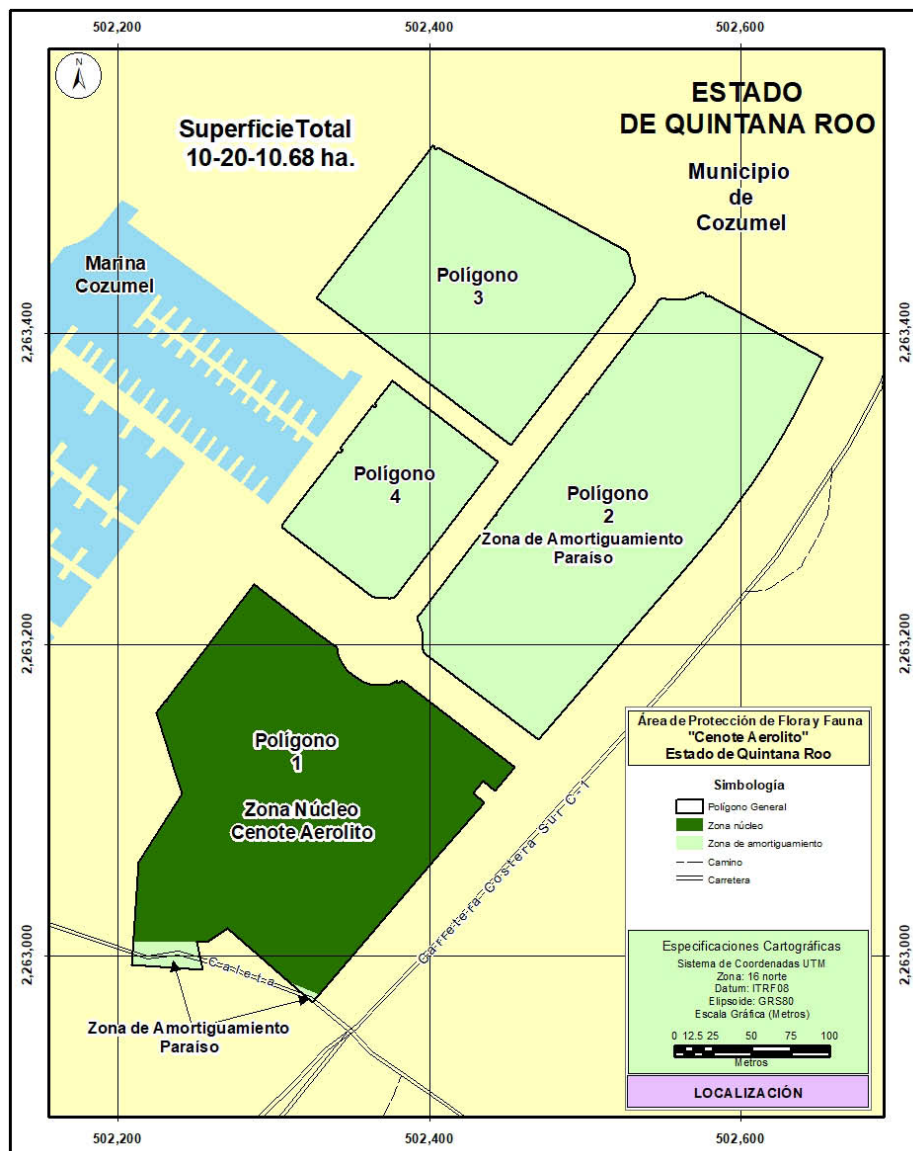 502,200
502,400
502,600
N
ESTADO
DE QUINTANA ROO
SuperficieTotal
10-20-10.68 ha.
Municipio
de
Cozumel
Marina
Cozumel
Polígono
3
2,263,400
2,263,400
Polígono
4
Polígono
2
Zona de Amortiguamiento
Paraíso
2,263,200
2,263,200
Polígono
1
Zona Núcleo
Cenote Aerolito
Carretera Costera Sur C-1
2,263,000
2,263,000
Caleta
Zona de Amortiguamiento
Paraíso
Área de Protección de Flora y Fauna
"Cenote Aerolito"
Estado de Quintana Roo
Simbología
Polígono General
Zona núcleo
Zona de amortiguamiento
Camino
Carretera
Especificaciones Cartográficas
Sistema de Coordenadas UTM
Zona: 16 norte
Datum: ITRF08
Elipsoide: GRS80
Escala Gráfica (Metros)
0 12.5 25 50 75 100
Metros
LOCALIZACIÓN
502,200
502,400
502,600